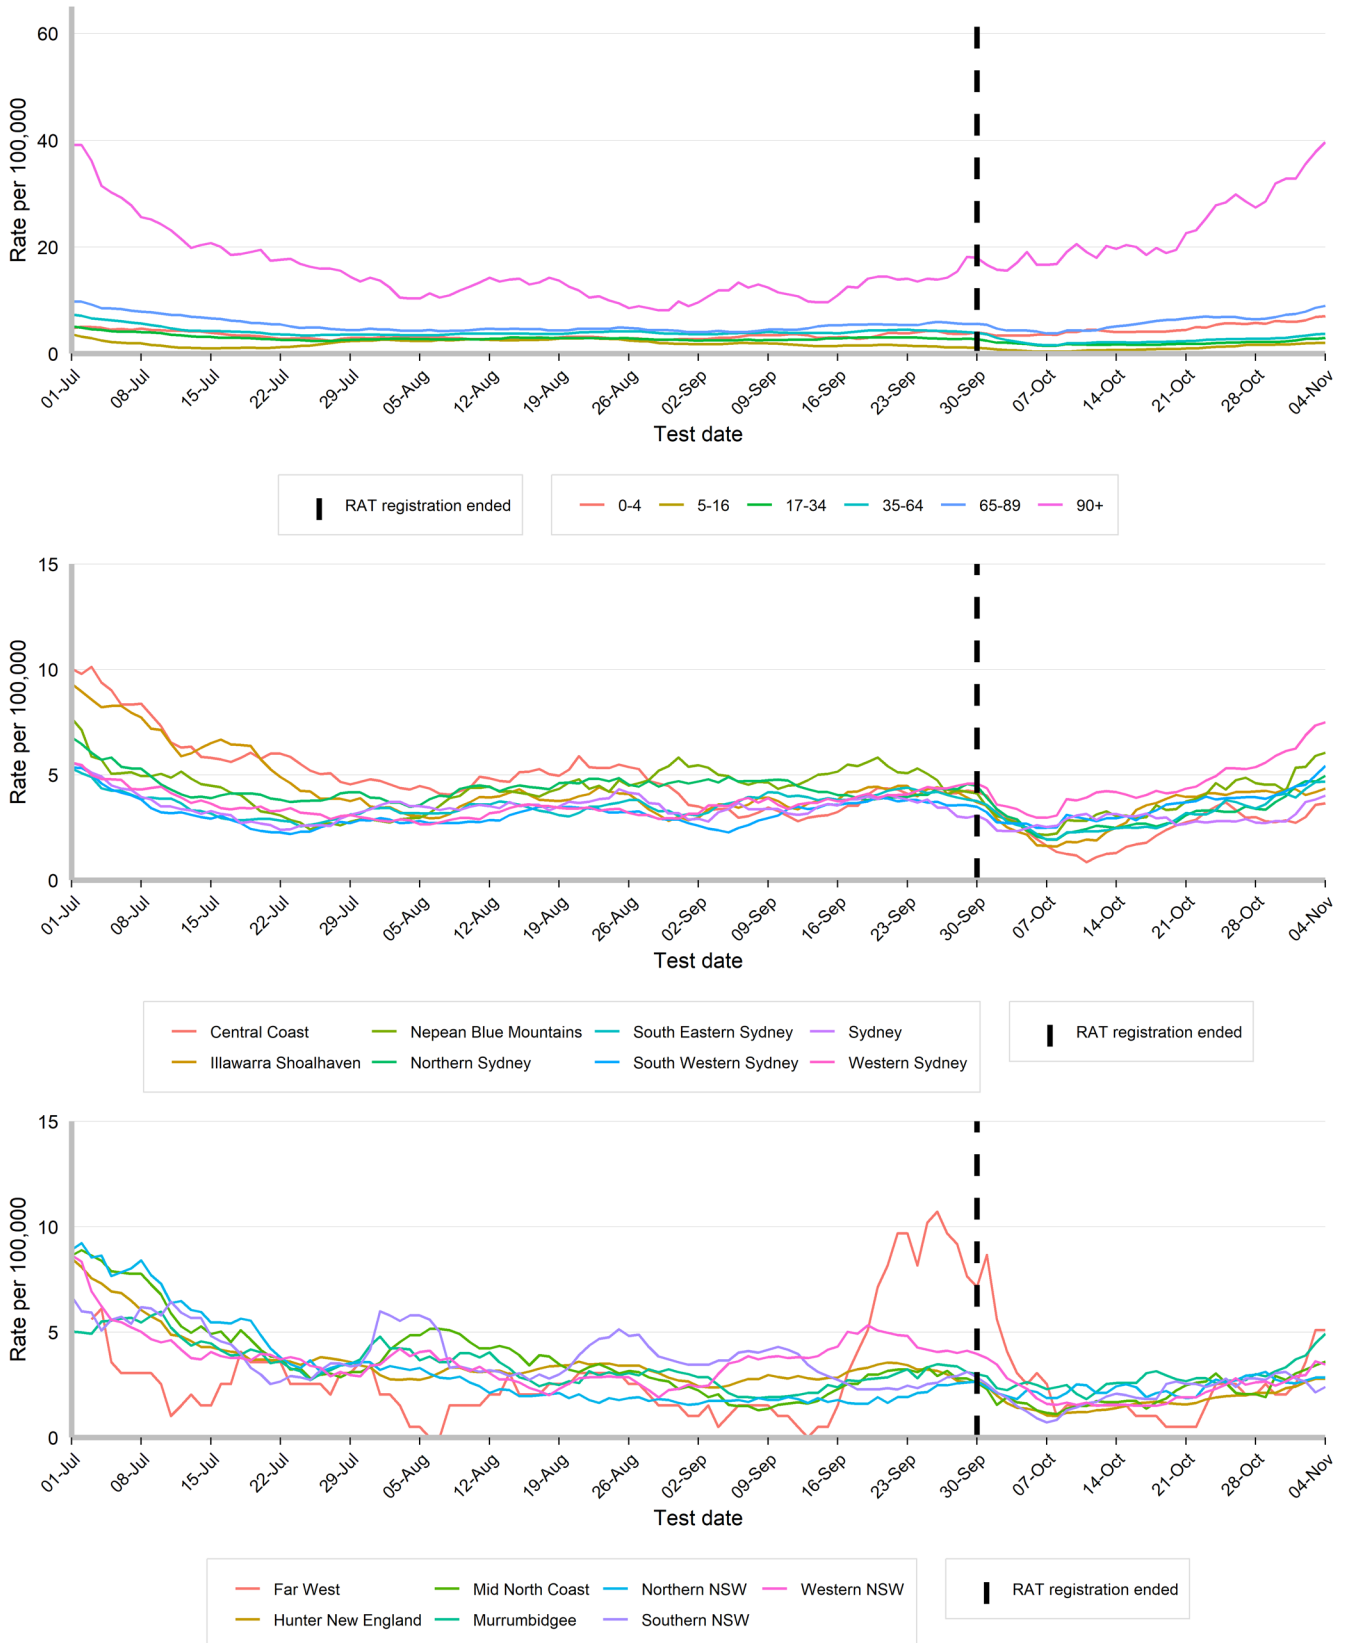 60
40
20
0
Rate per 100,000
01-Jul 08-Jul 15-Jul 22-Jul 29-Jul 05-Aug 12-Aug 19-Aug 26-Aug 02-Sep 09-Sep 16-Sep 23-Sep 30-Sep 07-Oct 14-Oct 21-Oct 28-Oct 04-Nov
Test date
RAT registration ended 0-4 5-16 17-34 35-64 65-89 90+
15
10
5
0
Rate per 100,000
01-Jul 08-Jul 15-Jul 22-Jul 29-Jul 05-Aug 12-Aug 19-Aug 26-Aug 02-Sep 09-Sep 16-Sep 23-Sep 30-Sep 07-Oct 14-Oct 21-Oct 28-Oct 04-Nov
Test date
Central Coast Nepean Blue Mountains South Eastern Sydney Sydney RAT registration ended
Illawarra Shoalhaven Northern Sydney South Western Sydney Western Sydney
15
10
5
0
Rate per 100,000
01-Jul 08-Jul 15-Jul 22-Jul 29-Jul 05-Aug 12-Aug 19-Aug 26-Aug 02-Sep 09-Sep 16-Sep 23-Sep 30-Sep 07-Oct 14-Oct 21-Oct 28-Oct 04-Nov
Test date
Far West Mid North Coast Northern NSW Western NSW RAT registration ended
Hunter New England Murrumbidgee Southern NSW